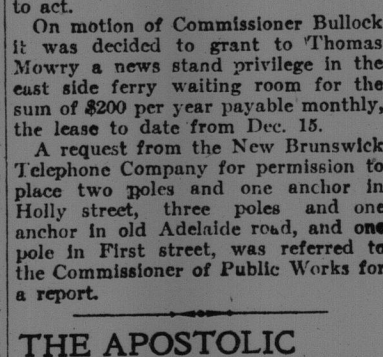 to act.
On motion of Commissioner Bullock
it was decided to grant to Thomas
Mowry a news stand privilege in the
east side ferry waiting room for the
sum of $200 per year payable monthly,
the lease to date from Dec. 15.
A request from the New Brunswick
Telephone Company for permission to
place two poles and one anchor in
Holly street, three poles and one
anchor in old Adelaide road, and one
pole in First street, was referred to
the Commissioner of Public Works for
a report.
THE APOSTOLIC